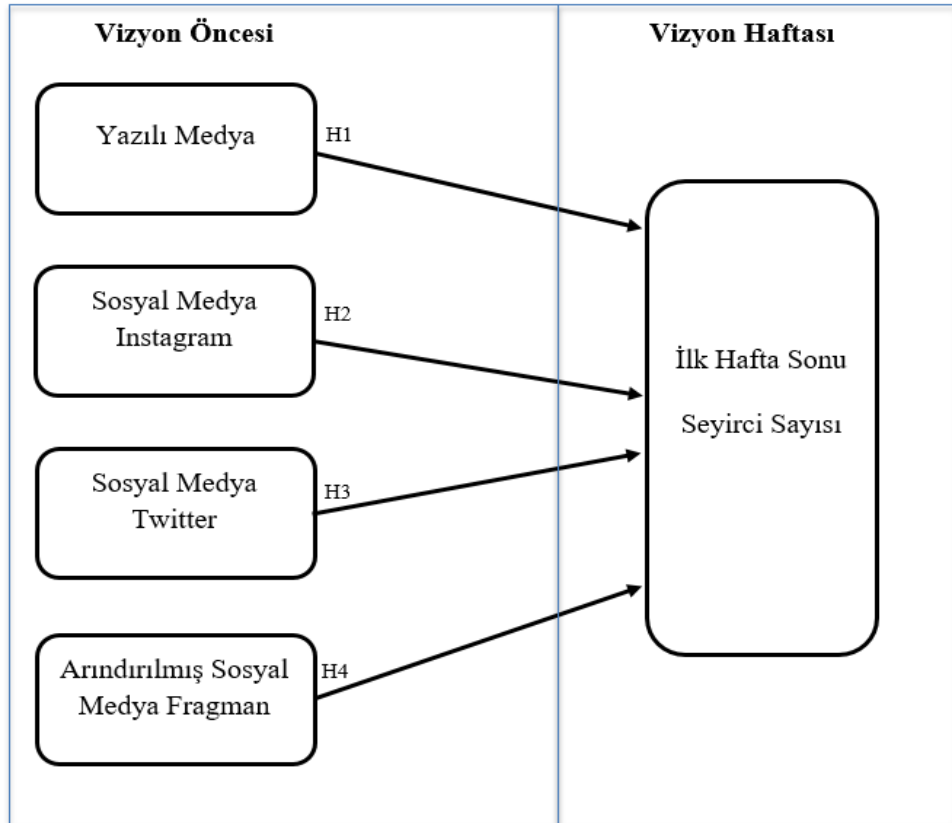 Vizyon Öncesi
Vizyon Haftası
Yazılı Medya
H1
Sosyal Medya
Instagram
H2
Sosyal Medya
Twitter
H3
Arındırılmış Sosyal
Medya Fragman
H4
İlk Hafta Sonu
Seyirci Sayısı